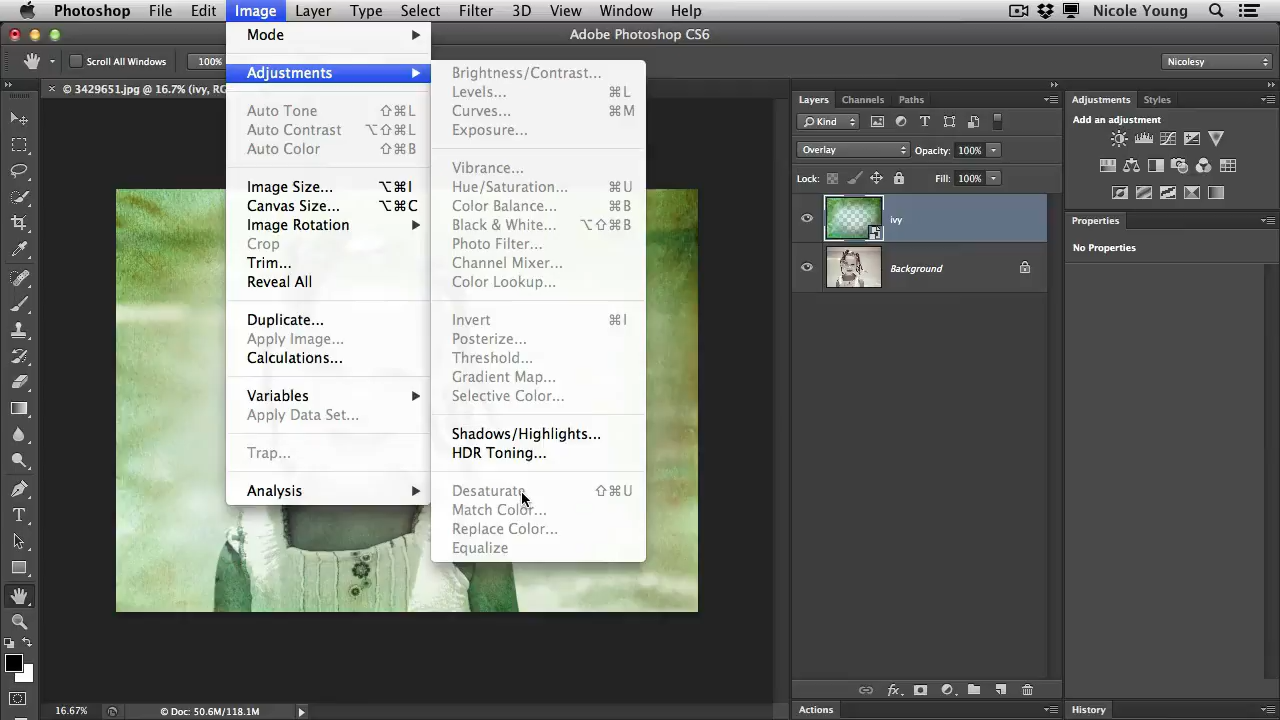 Photoshop File Edit Image Layer Type Select Filter 3D View Window Help Nicole Young
Adobe Photoshop CS6
Scroll All Windows 100%
Nicolesy
© 3429651.jpg @ 16.7% (ivy, RG
Mode
Adjustments
Auto Tone ⇧⌘L
Auto Contrast ⌥⇧⌘L
Auto Color ⇧⌘B
Image Size... ⌥⌘I
Canvas Size... ⌥⌘C
Image Rotation
Crop
Trim...
Reveal All
Duplicate...
Apply Image...
Calculations...
Variables
Apply Data Set...
Trap...
Analysis
Brightness/Contrast...
Levels... ⌘L
Curves... ⌘M
Exposure...
Vibrance...
Hue/Saturation... ⌘U
Color Balance... ⌘B
Black & White... ⌥⇧⌘B
Photo Filter...
Channel Mixer...
Color Lookup...
Invert ⌘I
Posterize...
Threshold...
Gradient Map...
Selective Color...
Shadows/Highlights...
HDR Toning...
Desaturate ⇧⌘U
Match Color...
Replace Color...
Equalize
Layers Channels Paths
Kind
Overlay Opacity: 100%
Lock: Fill: 100%
ivy
Background
Adjustments Styles
Add an adjustment
Properties
No Properties
16.67% © Doc: 50.6M/118.1M
Actions
History